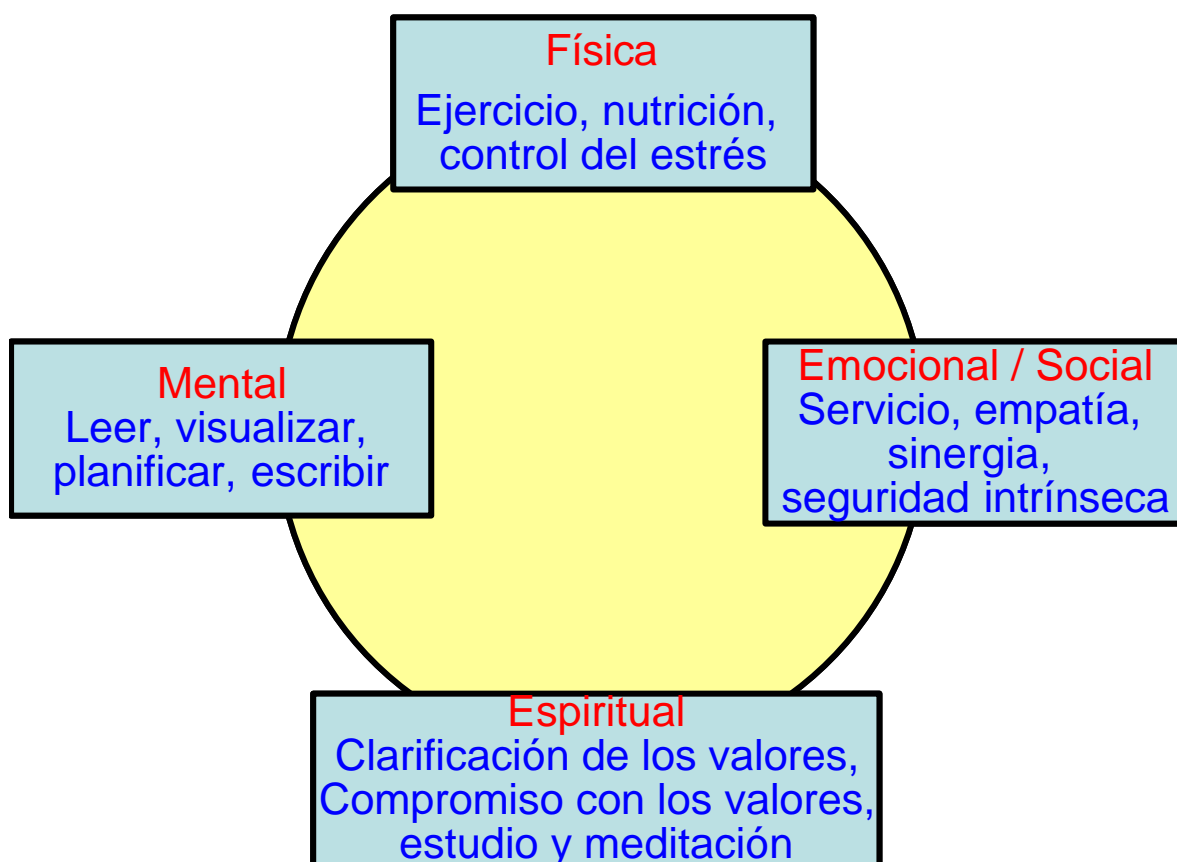 Física
Ejercicio, nutrición,
control del estrés
Mental
Leer, visualizar,
planificar, escribir
Emocional / Social
Servicio, empatía,
sinergia,
seguridad intrínseca
Espiritual
Clarificación de los valores,
Compromiso con los valores,
estudio y meditación